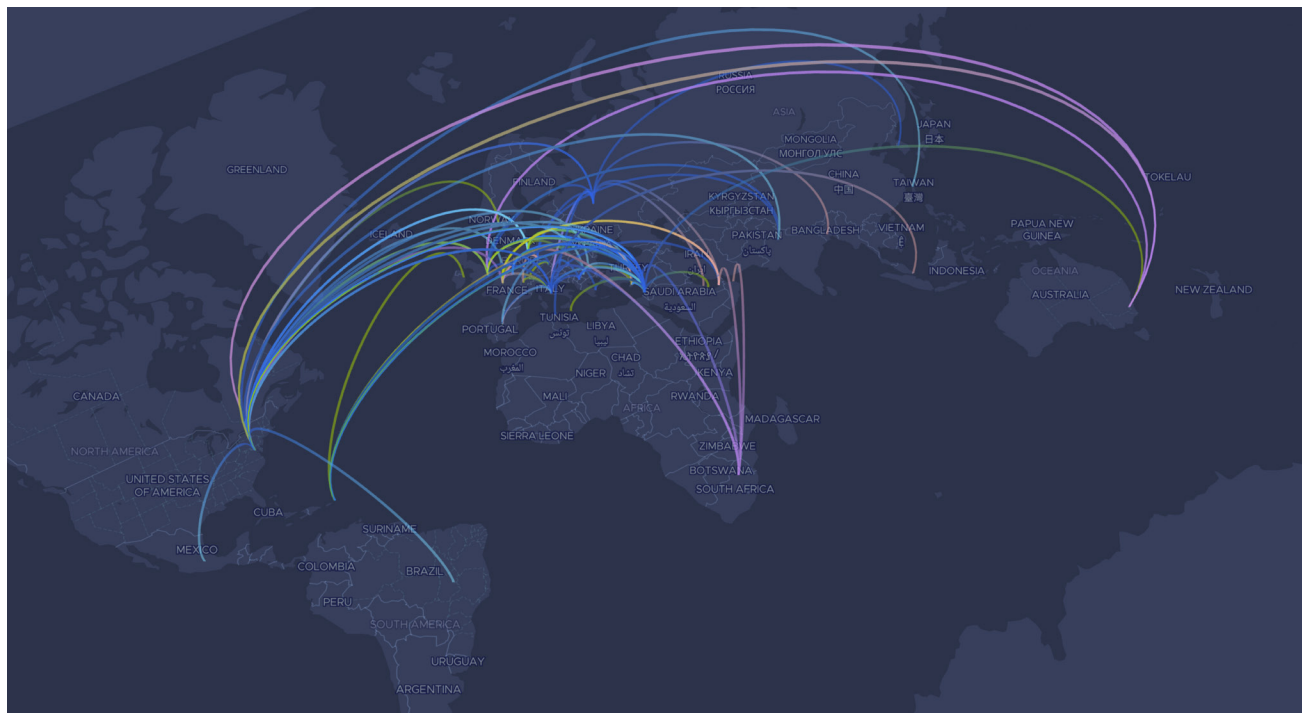 RUSSIA
РОССИЯ
ASIA
JAPAN
日本
MONGOLIA
МОНГОЛ УЛС
GREENLAND
FINLAND
CHINA
中国
TAIWAN
臺灣
TOKELAU
KYRGYZSTAN
КЫРГЫЗСТАН
NORWAY
ICELAND
UKRAINE
PAKISTAN
پاکستان
BANGLADESH
VIETNAM
PAPUA NEW
GUINEA
IRAN
ایران
TURKEY
INDONESIA
OCEANIA
AUSTRALIA
NEW ZEALAND
FRANCE
ITALY
SAUDI ARABIA
السعودية
TUNISIA
تونس
LIBYA
ليبيا
PORTUGAL
MOROCCO
المغرب
ETHIOPIA
CHAD
تشاد
NIGER
KENYA
MALI
RWANDA
AFRICA
CANADA
MADAGASCAR
SIERRA LEONE
ZIMBABWE
NORTH AMERICA
BOTSWANA
UNITED STATES
OF AMERICA
SOUTH AFRICA
CUBA
SURINAME
MEXICO
COLOMBIA
BRAZIL
PERU
SOUTH AMERICA
URUGUAY
ARGENTINA